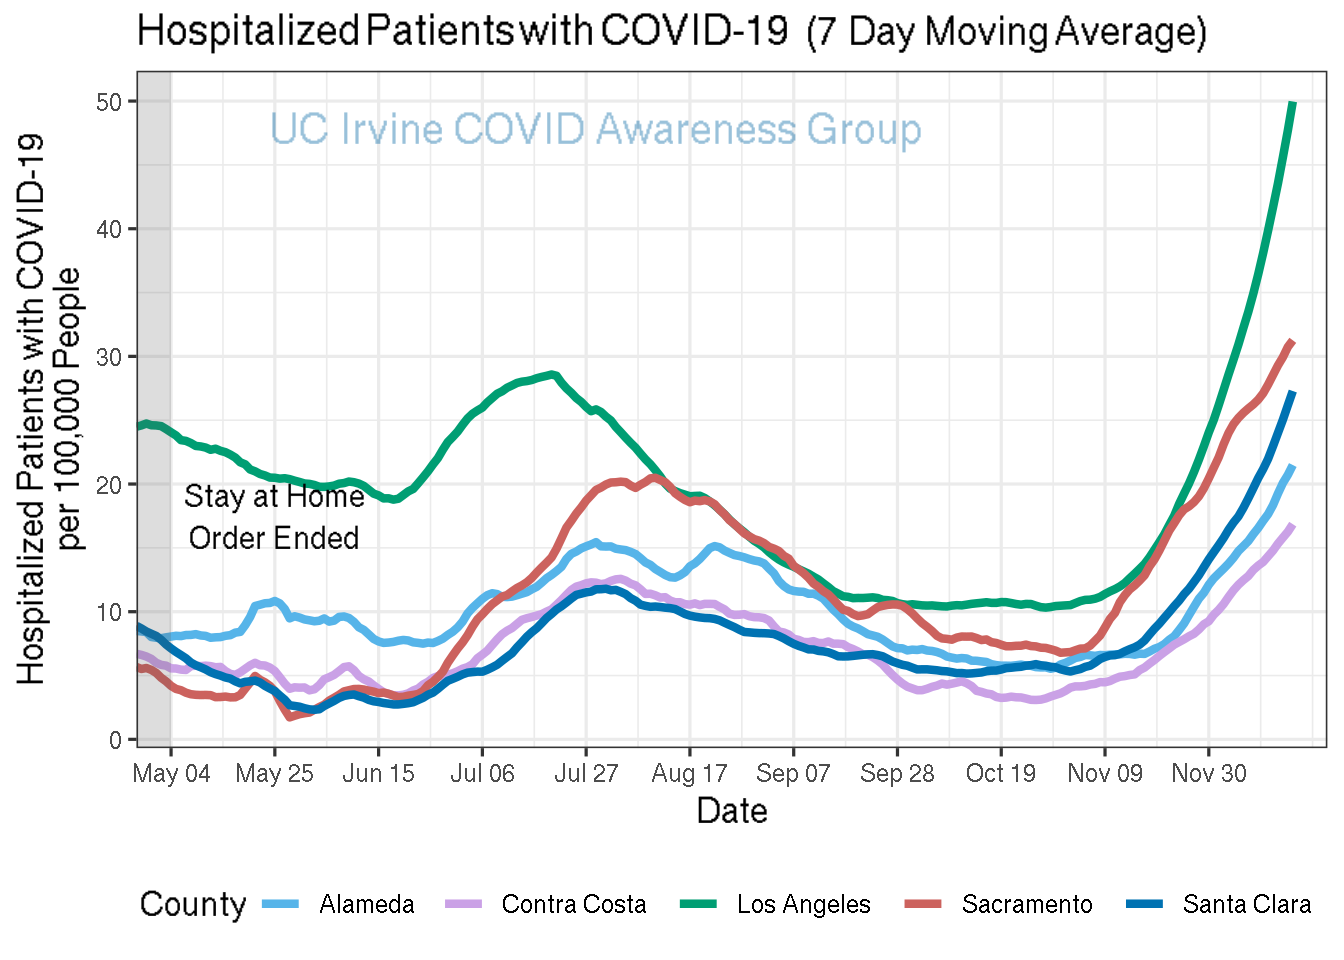 Hospitalized Patients with COVID-19 (7 Day Moving Average)
UC Irvine COVID Awareness Group
Hospitalized Patients with COVID-19
per 100,000 People
50
40
30
20
10
0
Stay at Home
Order Ended
May 04 May 25 Jun 15 Jul 06 Jul 27 Aug 17 Sep 07 Sep 28 Oct 19 Nov 09 Nov 30
Date
County Alameda Contra Costa Los Angeles Sacramento Santa Clara